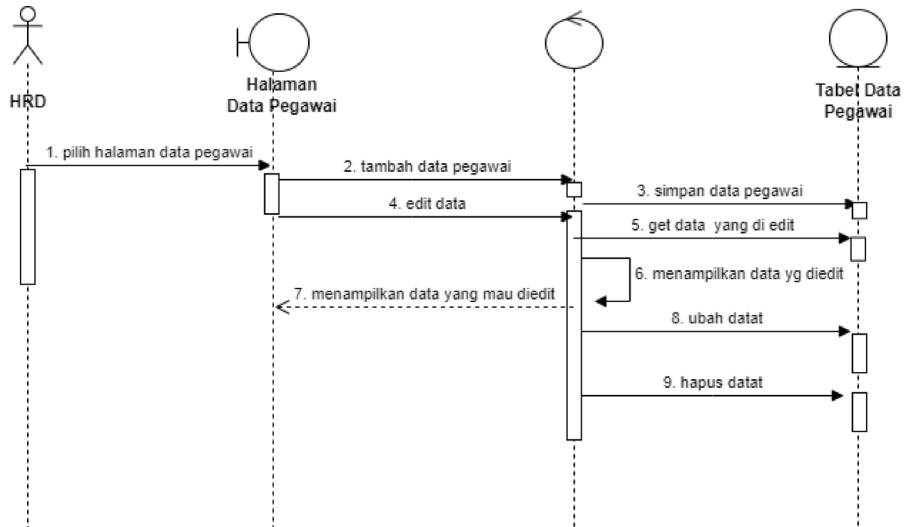 HRD
Halaman
Data Pegawai
Tabel Data
Pegawai
1. pilih halaman data pegawai
2. tambah data pegawai
3. simpan data pegawai
4. edit data
5. get data yang di edit
6. menampilkan data yg diedit
7. menampilkan data yang mau diedit
8. ubah datat
9. hapus datat